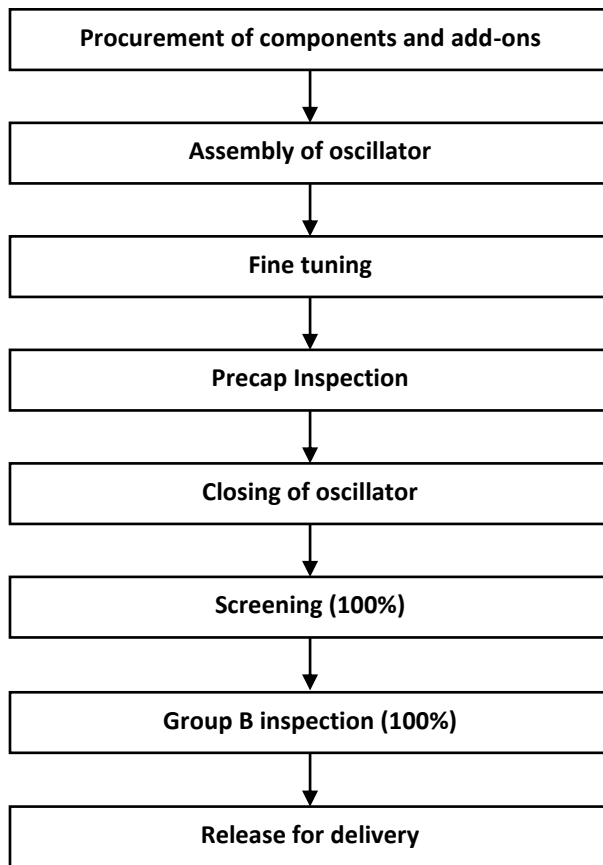 Procurement of components and add-ons
Assembly of oscillator
Fine tuning
Precap Inspection
Closing of oscillator
Screening (100%)
Group B inspection (100%)
Release for delivery